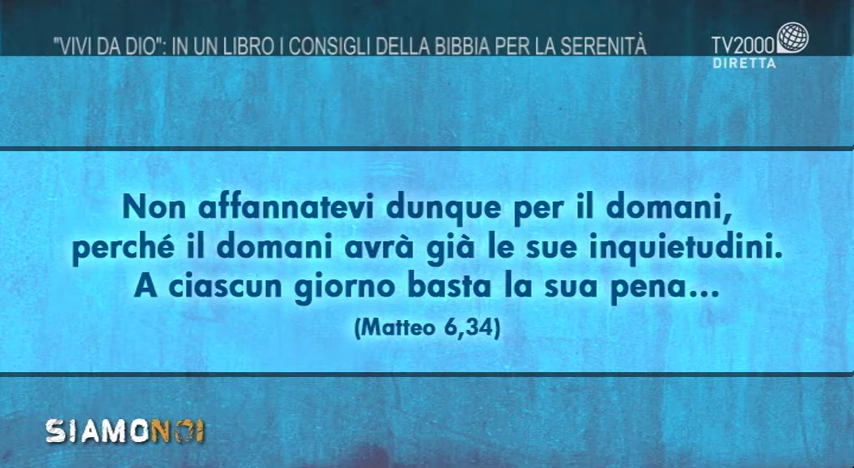 "VIVI DA DIO": IN UN LIBRO I CONSIGLI DELLA BIBBIA PER LA SERENITÀ
TV2000
DIRETTA
Non affannatevi dunque per il domani,
perché il domani avrà già le sue inquietudini.
A ciascun giorno basta la sua pena...
(Matteo 6,34)
SIAMONOI